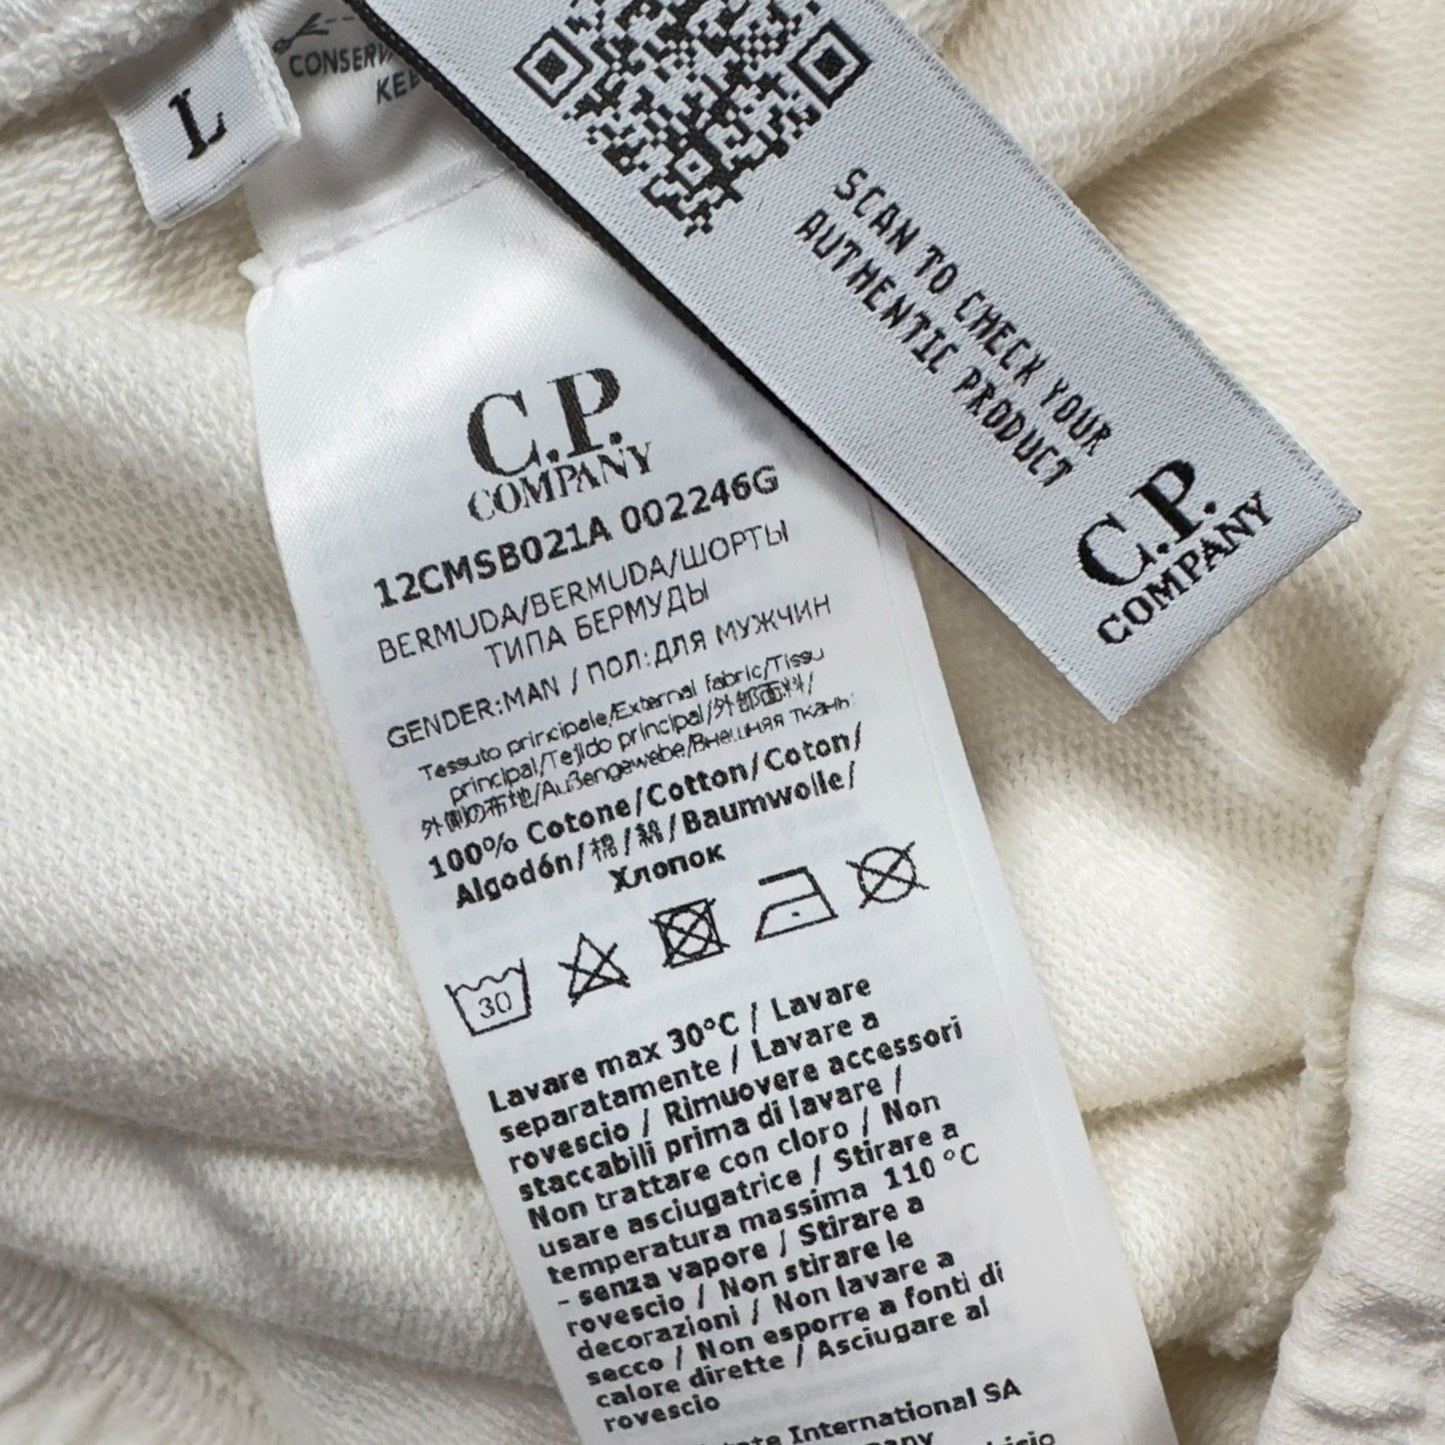 L
CONSERVA
KEE
SCAN TO CHECK YOUR
AUTHENTIC PRODUCT
C.P.
COMPANY
C.P.
COMPANY
12CMSB021A 002246G
BERMUDA/BERMUDA/ШОРТЫ
ТИПА БЕРМУДЫ
GENDER:MAN / ПОЛ:ДЛЯ МУЖЧИН
Tessuto principale/External fabric/Tissu
principal/Tejido principal/外部面料/
外側の布地/Außengewebe/Внешняя ткань:
100% Cotone/Cotton/Coton/
Algodón/棉/綿/Baumwolle/
Хлопок
30
Lavare max 30°C / Lavare
separatamente / Lavare a
rovescio / Rimuovere accessori
staccabili prima di lavare /
Non trattare con cloro / Non
usare asciugatrice / Stirare a
temperatura massima 110 °C
- senza vapore / Stirare a
rovescio / Non stirare le
decorazioni / Non lavare a
secco / Non esporre a fonti di
calore dirette / Asciugare al
rovescio
International SA